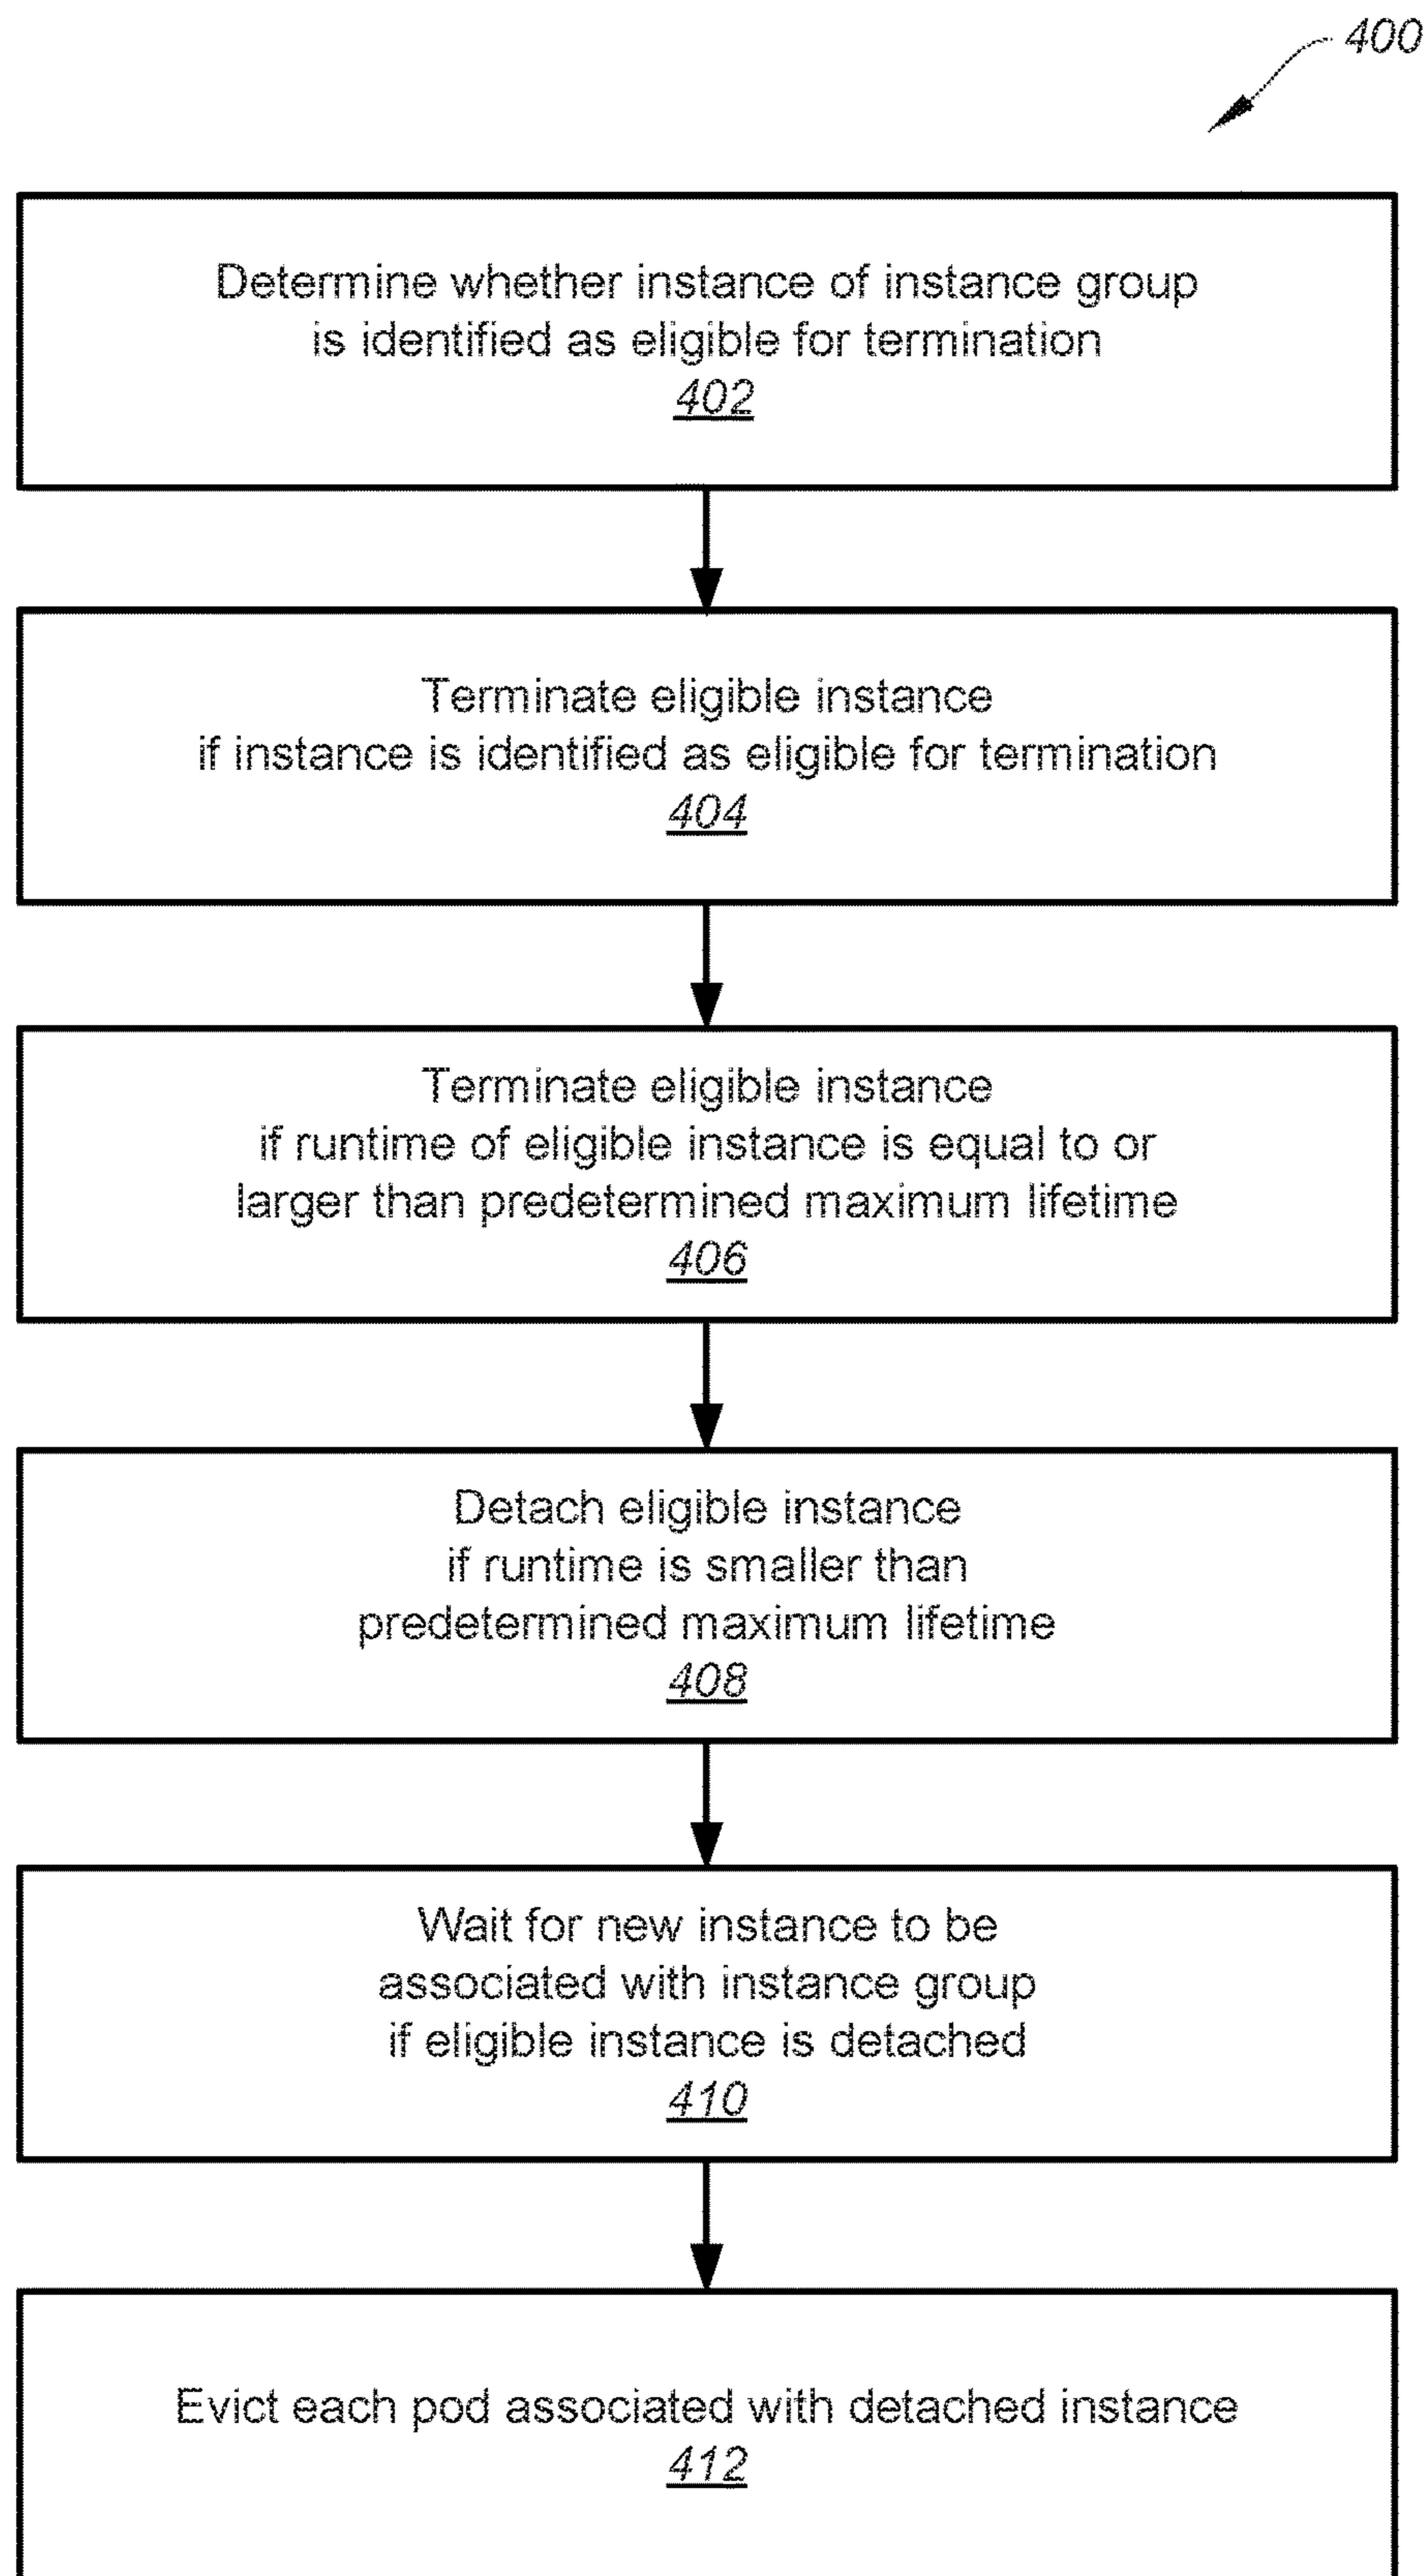 400
Determine whether instance of instance group
is identified as eligible for termination
402
Terminate eligible instance
if instance is identified as eligible for termination
404
Terminate eligible instance
if runtime of eligible instance is equal to or
larger than predetermined maximum lifetime
406
Detach eligible instance
if runtime is smaller than
predetermined maximum lifetime
408
Wait for new instance to be
associated with instance group
if eligible instance is detached
410
Evict each pod associated with detached instance
412